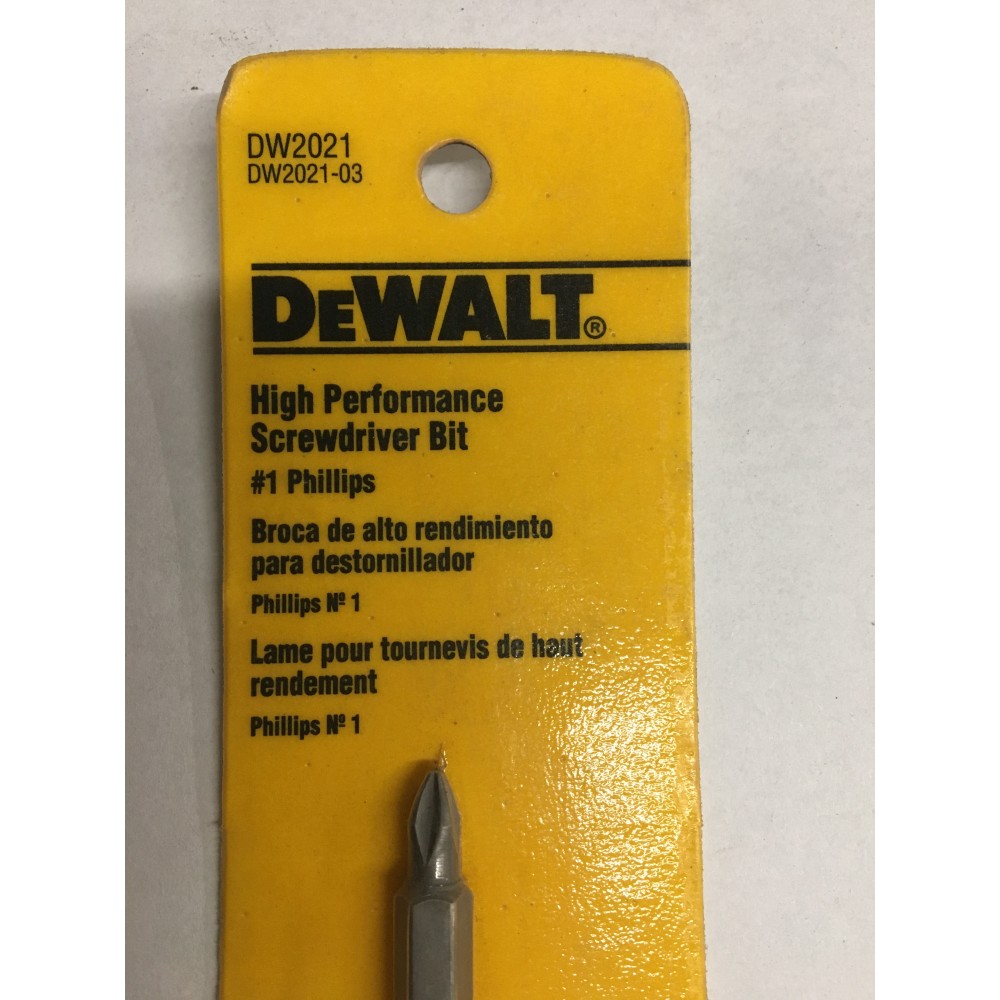 DW2021
DW2021-03
DEWALT®
High Performance
Screwdriver Bit
#1 Phillips
Broca de alto rendimiento
para destornillador
Phillips Nº 1
Lame pour tournevis de haut
rendement
Phillips Nº 1